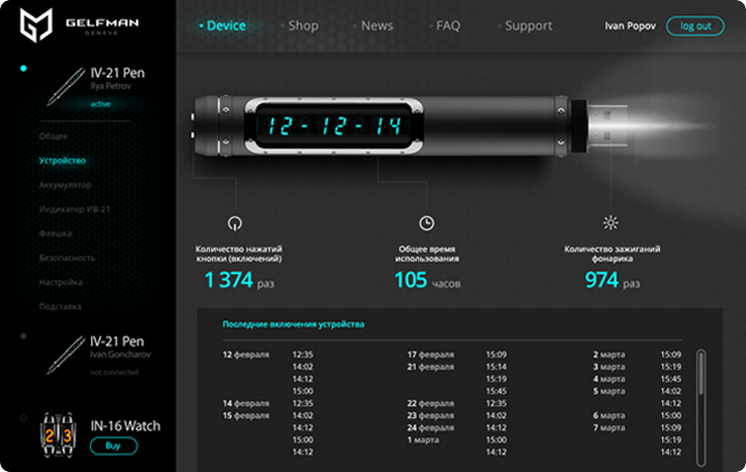 GELFMAN
GENÈVE
Device
Shop
News
FAQ
Support
Ivan Popov
log out
IV-21 Pen
Ilya Petrov
active
Общее
Устройство
Аккумулятор
Индикатор ИВ-21
Флешка
Безопасность
Настройка
Подставка
IV-21 Pen
Ivan Goncharov
not connected
IN-16 Watch
Buy
12-12-14
Количество нажатий
кнопки (включений)
1 374 раз
Общее время
использования
105 часов
Количество зажиганий
фонарика
974 раз
Последние включения устройства
12 февраля 12:35 17 февраля 15:09 2 марта 15:09
14:02 21 февраля 15:14 3 марта 15:19
14:12 15:19 4 марта 15:45
15:00 15:45 5 марта 14:02
14 февраля 12:35 22 февраля 12:35 14:12
15 февраля 14:02 23 февраля 14:02 6 марта 15:00
14:12 24 февраля 14:12 7 марта 15:09
15:00 1 марта 15:00 14:12
14:12 14:12 14:12
23